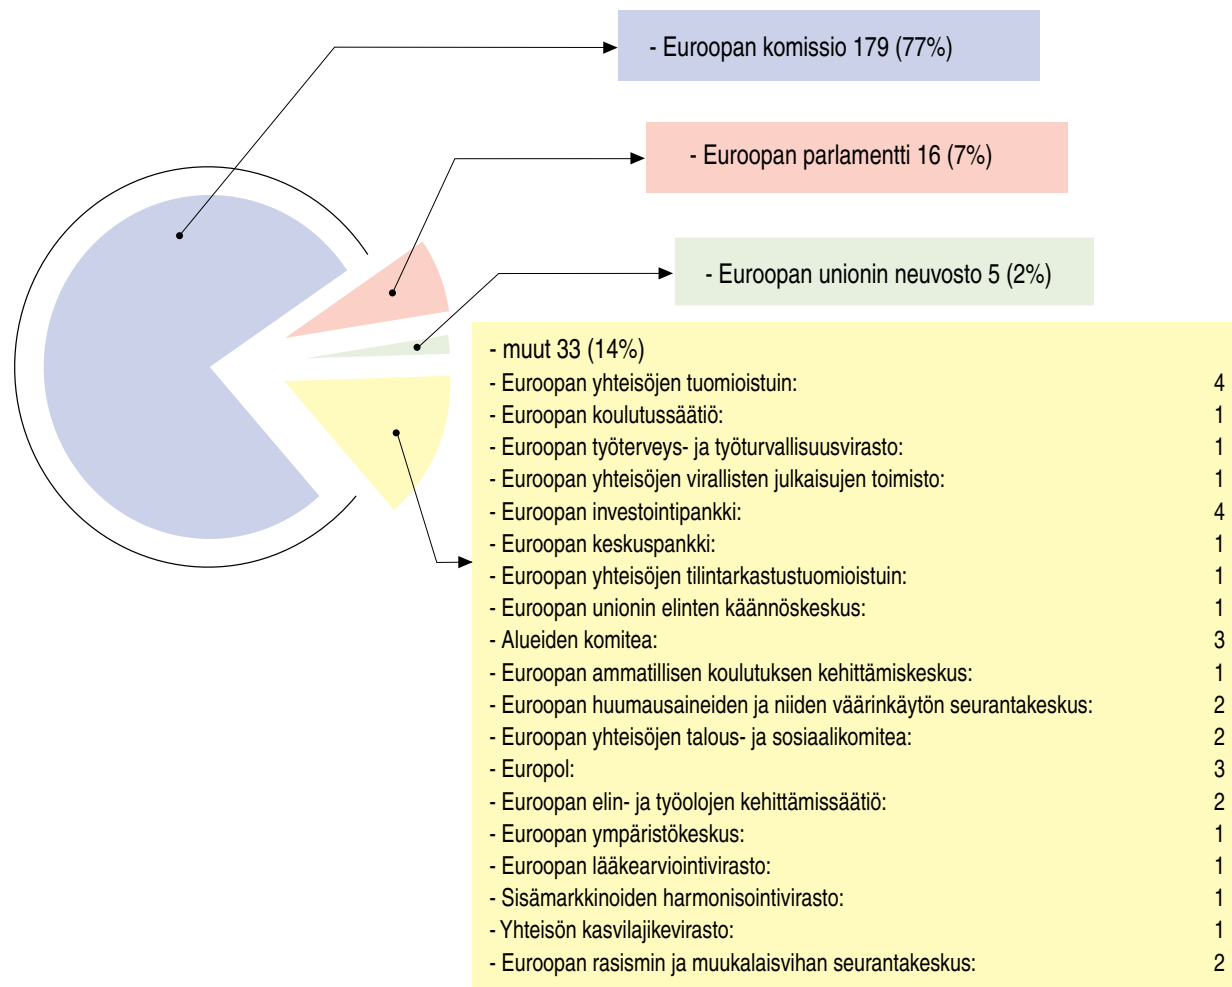 - Euroopan komissio 179 (77%)
- Euroopan parlamentti 16 (7%)
- Euroopan unionin neuvosto 5 (2%)
- muut 33 (14%)
- Euroopan yhteisöjen tuomioistuin: 4
- Euroopan koulutussäätiö: 1
- Euroopan työterveys- ja työturvallisuusvirasto: 1
- Euroopan yhteisöjen virallisten julkaisujen toimisto: 1
- Euroopan investointipankki: 4
- Euroopan keskuspankki: 1
- Euroopan yhteisöjen tilintarkastustuomioistuin: 1
- Euroopan unionin elinten käännöskeskus: 1
- Alueiden komitea: 3
- Euroopan ammatillisen koulutuksen kehittämiskeskus: 1
- Euroopan huumausaineiden ja niiden väärinkäytön seurantakeskus: 2
- Euroopan yhteisöjen talous- ja sosiaalikomitea: 2
- Europol: 3
- Euroopan elin- ja työolojen kehittämissäätiö: 2
- Euroopan ympäristökeskus: 1
- Euroopan lääkearviointivirasto: 1
- Sisämarkkinoiden harmonisointivirasto: 1
- Yhteisön kasvilajikevirasto: 1
- Euroopan rasismin ja muukalaisvihan seurantakeskus: 2